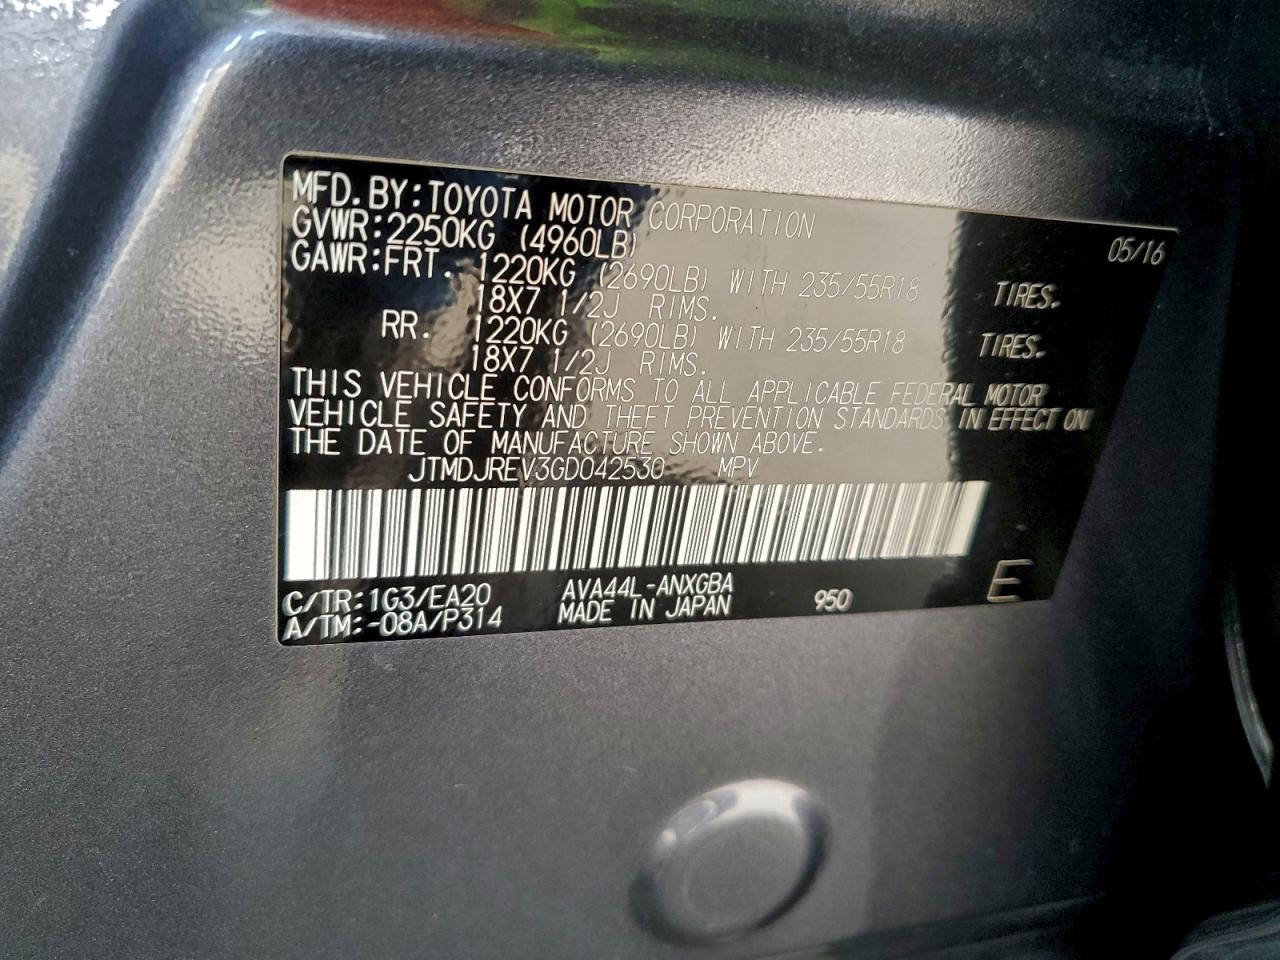 MFD.BY:TOYOTA MOTOR CORPORATION 05/16
GVWR:2250KG (4960LB)
GAWR:FRT. 1220KG (2690LB) WITH 235/55R18 TIRES.
18X7 1/2J RIMS.
RR. 1220KG (2690LB) WITH 235/55R18 TIRES.
18X7 1/2J RIMS.
THIS VEHICLE CONFORMS TO ALL APPLICABLE FEDERAL MOTOR
VEHICLE SAFETY AND THEFT PREVENTION STANDARDS IN EFFECT ON
THE DATE OF MANUFACTURE SHOWN ABOVE.
JTMDJREV3GD042530 MPV
C/TR:1G3/EA20 AVA44L-ANXGBA 950 E
A/TM:-08A/P314 MADE IN JAPAN